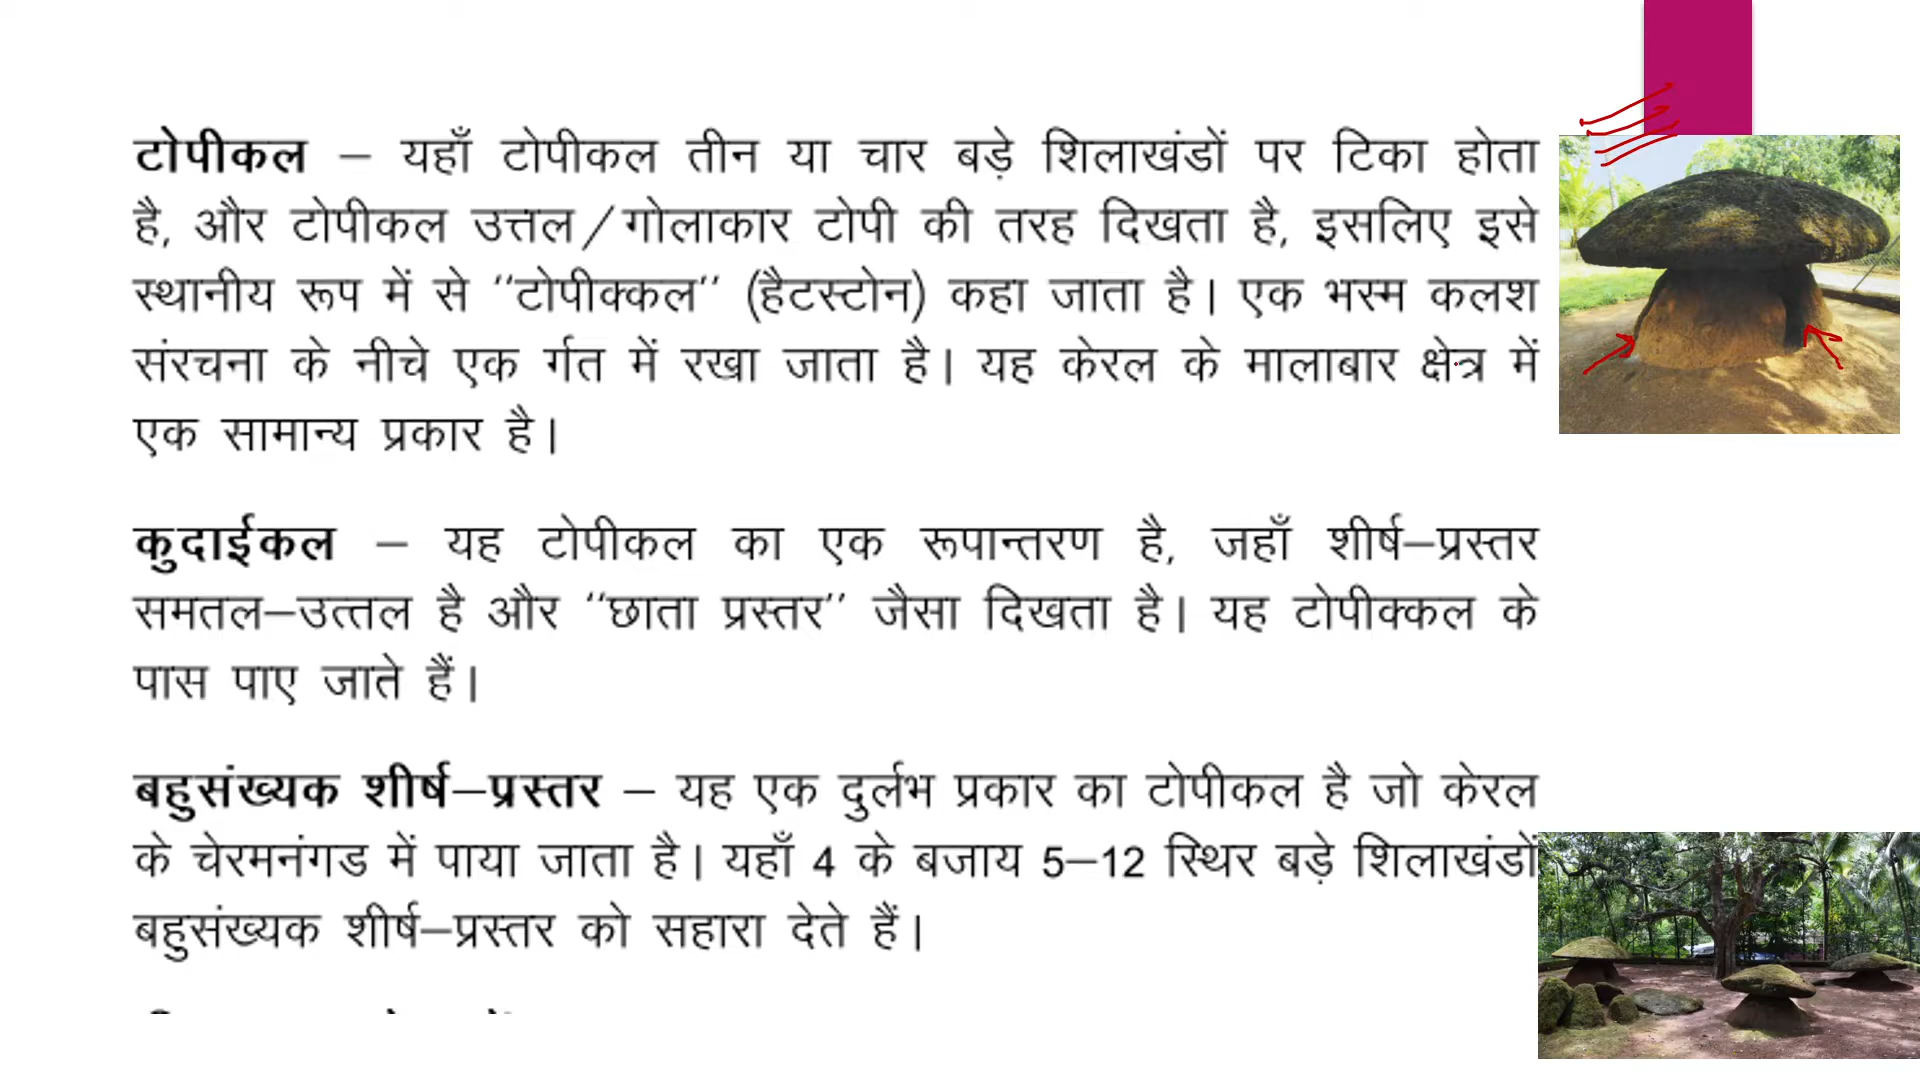 टोपीकल – यहाँ टोपीकल तीन या चार बड़े शिलाखंडों पर टिका होता
है, और टोपीकल उत्तल/गोलाकार टोपी की तरह दिखता है, इसलिए इसे
स्थानीय रूप में से ‘‘टोपीक्कल’’ (हैटस्टोन) कहा जाता है। एक भस्म कलश
संरचना के नीचे एक र्गत में रखा जाता है। यह केरल के मालाबार क्षेत्र में
एक सामान्य प्रकार है।
कुदाईकल – यह टोपीकल का एक रूपान्तरण है, जहाँ शीर्ष–प्रस्तर
समतल–उत्तल है और ‘‘छाता प्रस्तर’’ जैसा दिखता है। यह टोपीक्कल के
पास पाए जाते हैं।
बहुसंख्यक शीर्ष–प्रस्तर – यह एक दुर्लभ प्रकार का टोपीकल है जो केरल
के चेरमनंगड में पाया जाता है। यहाँ 4 के बजाय 5–12 स्थिर बड़े शिलाखंडों
बहुसंख्यक शीर्ष–प्रस्तर को सहारा देते हैं।